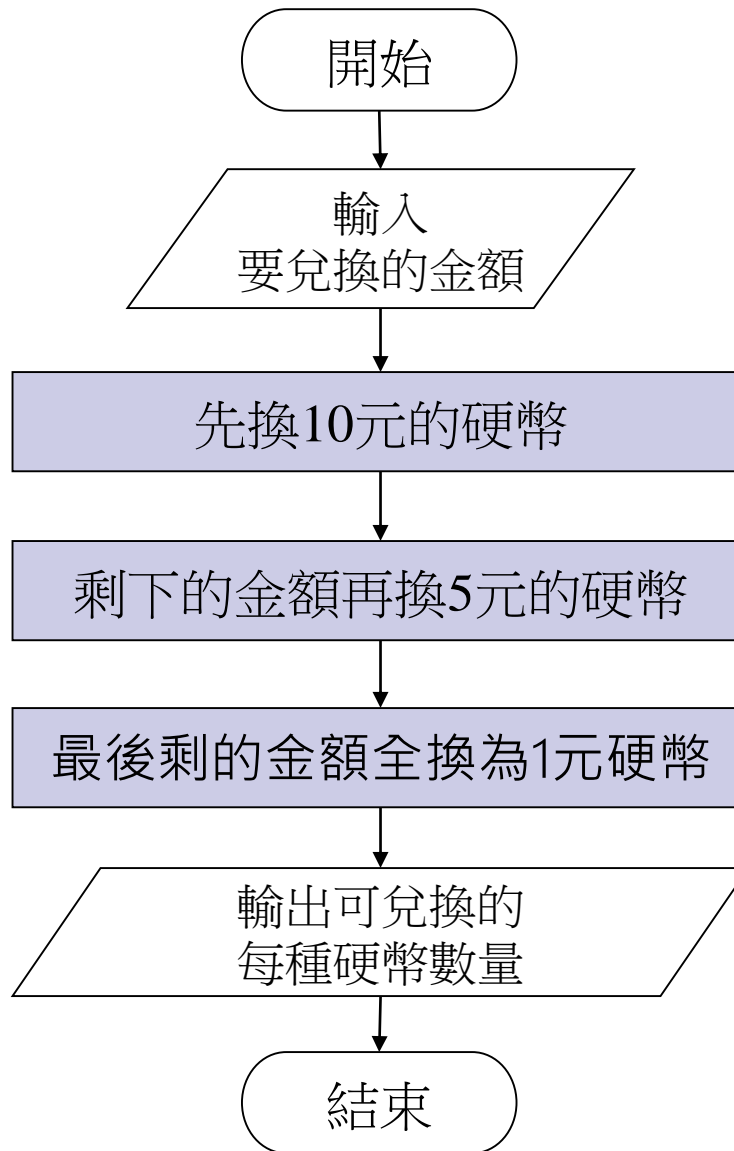 開始
輸入
要兌換的金額
先換10元的硬幣
剩下的金額再換5元的硬幣
最後剩的金額全換為1元硬幣
輸出可兌換的
每種硬幣數量
結束